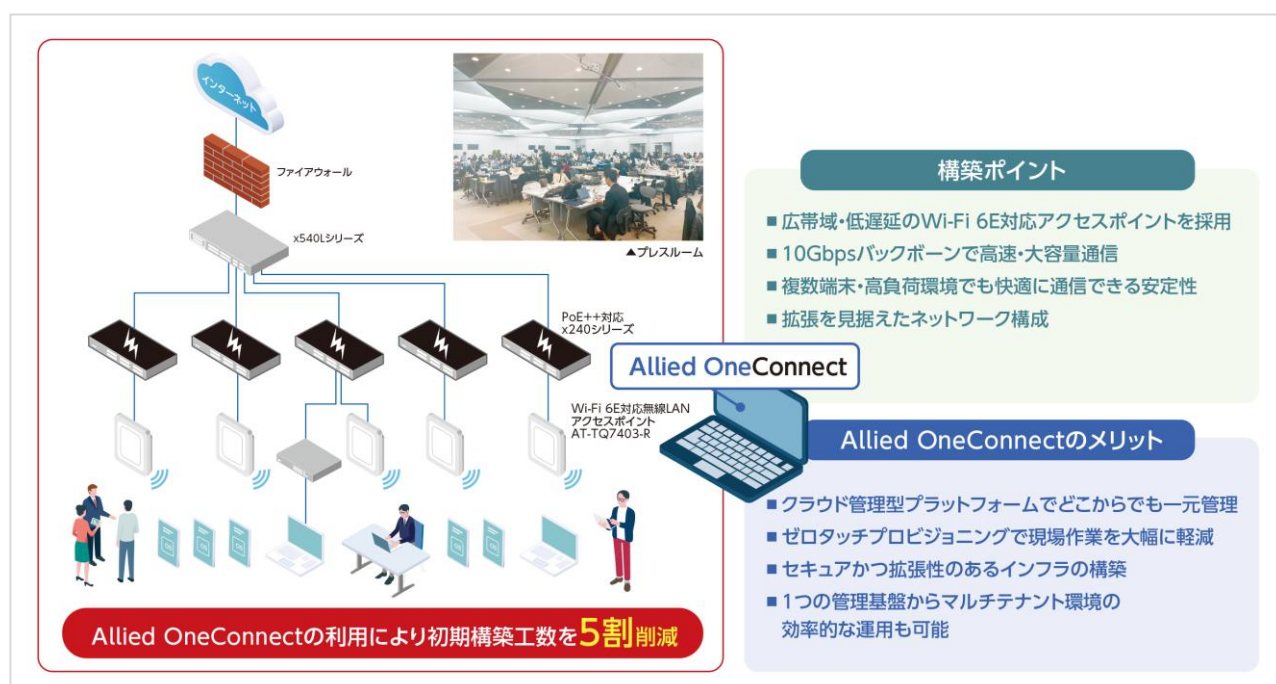 インターネット
ファイアウォール
x540Lシリーズ
▲プレスルーム
PoE++対応
x240シリーズ
Wi-Fi 6E対応無線LAN
アクセスポイント
AT-TQ7403-R
Allied OneConnectの利用により初期構築工数を5割削減
Allied OneConnect
構築ポイント
■広帯域・低遅延のWi-Fi 6E対応アクセスポイントを採用
■10Gbpsバックボーンで高速・大容量通信
■複数端末・高負荷環境でも快適に通信できる安定性
■拡張を見据えたネットワーク構成
Allied OneConnectのメリット
■クラウド管理型プラットフォームでどこからでも一元管理
■ゼロタッチプロビジョニングで現場作業を大幅に軽減
■セキュアかつ拡張性のあるインフラの構築
■1つの管理基盤からマルチテナント環境の
効率的な運用も可能